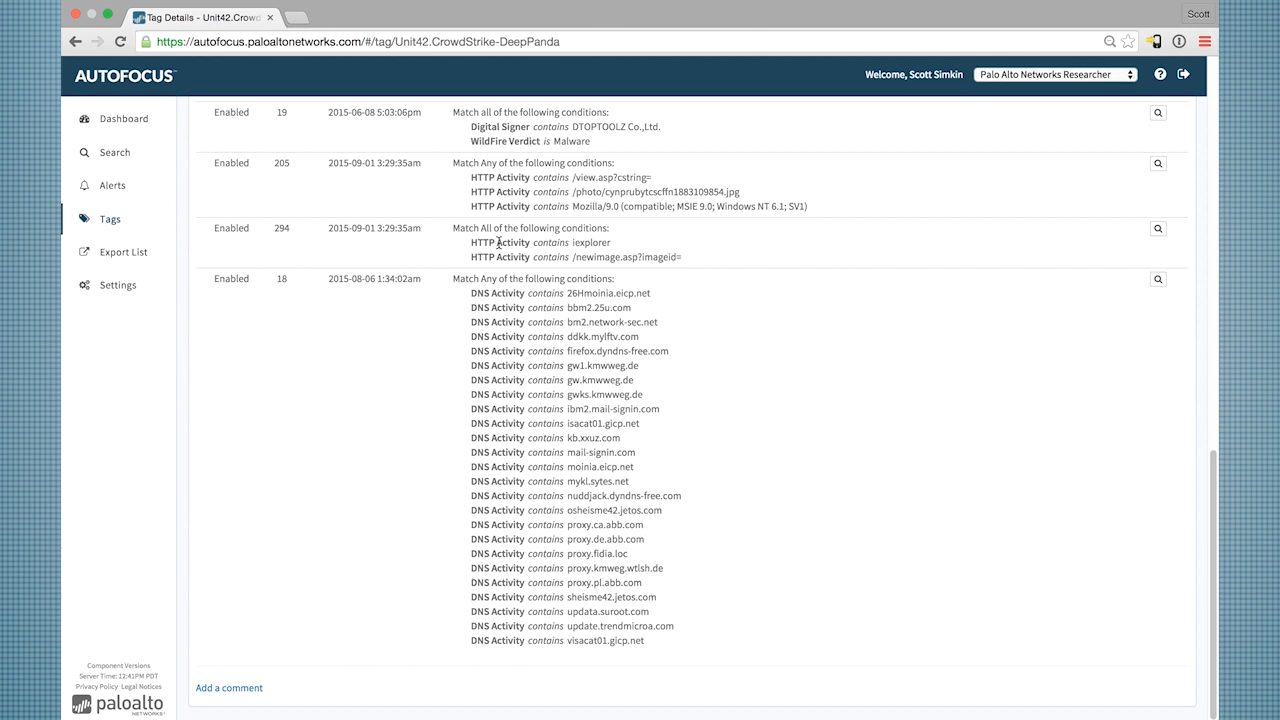 Tag Details - Unit42.Crowd
Scott
https://autofocus.paloaltonetworks.com/#/tag/Unit42.CrowdStrike-DeepPanda
AUTOFOCUS™
Welcome, Scott Simkin
Palo Alto Networks Researcher
Dashboard
Search
Alerts
Tags
Export List
Settings
Enabled 19 2015-06-08 5:03:06pm Match all of the following conditions:
Digital Signer contains DTOPTOOLZ Co.,Ltd.
WildFire Verdict is Malware
Enabled 205 2015-09-01 3:29:35am Match Any of the following conditions:
HTTP Activity contains /view.asp?cstring=
HTTP Activity contains /photo/cynprubytcscffn1883109854.jpg
HTTP Activity contains Mozilla/9.0 (compatible; MSIE 9.0; Windows NT 6.1; SV1)
Enabled 294 2015-09-01 3:29:35am Match All of the following conditions:
HTTP Activity contains iexplorer
HTTP Activity contains /newimage.asp?imageid=
Enabled 18 2015-08-06 1:34:02am Match Any of the following conditions:
DNS Activity contains 26Hmoinia.eicp.net
DNS Activity contains bbm2.25u.com
DNS Activity contains bm2.network-sec.net
DNS Activity contains ddkk.mylftv.com
DNS Activity contains firefox.dyndns-free.com
DNS Activity contains gw1.kmwweg.de
DNS Activity contains gw.kmwweg.de
DNS Activity contains gwks.kmwweg.de
DNS Activity contains ibm2.mail-signin.com
DNS Activity contains isacat01.gicp.net
DNS Activity contains kb.xxuz.com
DNS Activity contains mail-signin.com
DNS Activity contains moinia.eicp.net
DNS Activity contains mykl.sytes.net
DNS Activity contains nuddjack.dyndns-free.com
DNS Activity contains osheisme42.jetos.com
DNS Activity contains proxy.ca.abb.com
DNS Activity contains proxy.de.abb.com
DNS Activity contains proxy.fidia.loc
DNS Activity contains proxy.kmweg.wtlsh.de
DNS Activity contains proxy.pl.abb.com
DNS Activity contains sheisme42.jetos.com
DNS Activity contains updata.suroot.com
DNS Activity contains update.trendmicroa.com
DNS Activity contains visacat01.gicp.net
Add a comment
Component Versions
Server Time: 12:41PM PDT
Privacy Policy Legal Notices
paloalto
NETWORKS